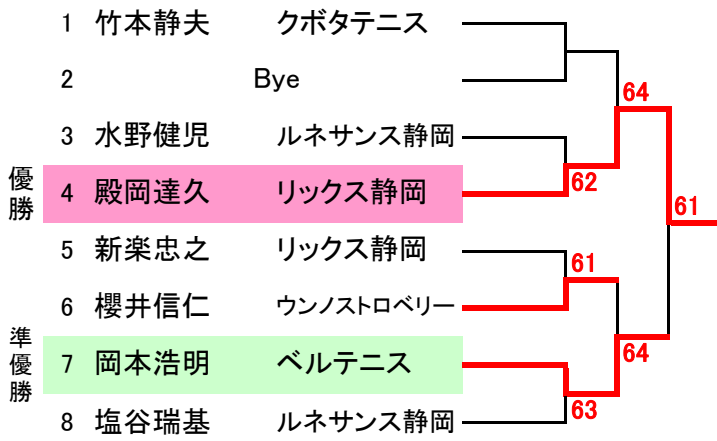 1 竹本静夫 クボタテニス
2 Bye
64
3 水野健児 ルネサンス静岡
優勝 4 殿岡達久 リックス静岡
62
61
5 新楽忠之 リックス静岡
61
6 櫻井信仁 ウンノストロベリー
準優勝 7 岡本浩明 ベルテニス
64
63
8 塩谷瑞基 ルネサンス静岡